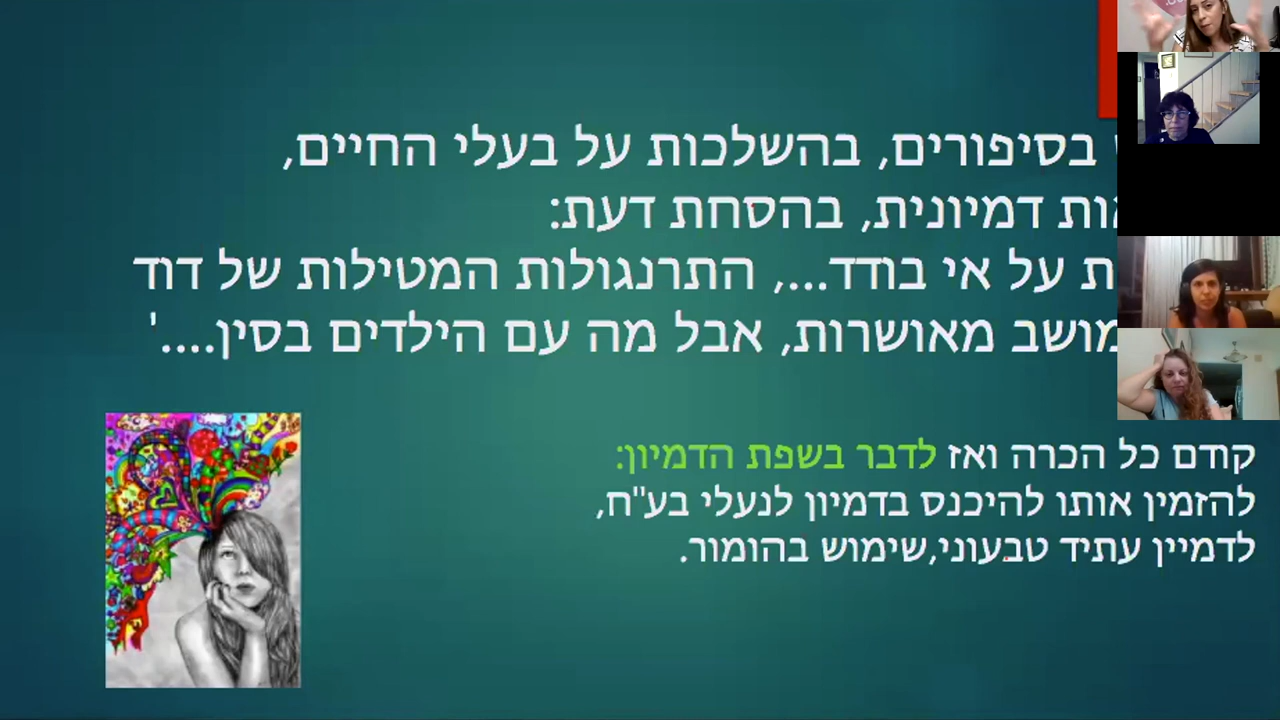 בסיפורים, בהשלכות על בעלי החיים,
דמיונית, בהסחת דעת:
על אי בודד..., התרנגולות המטילות של דוד
מאושרות, אבל מה עם הילדים בסין....'
קודם כל הכרה ואז לדבר בשפת הדמיון:
להזמין אותו להיכנס בדמיון לנעלי בע"ח,
לדמיין עתיד טבעוני,שימוש בהומור.